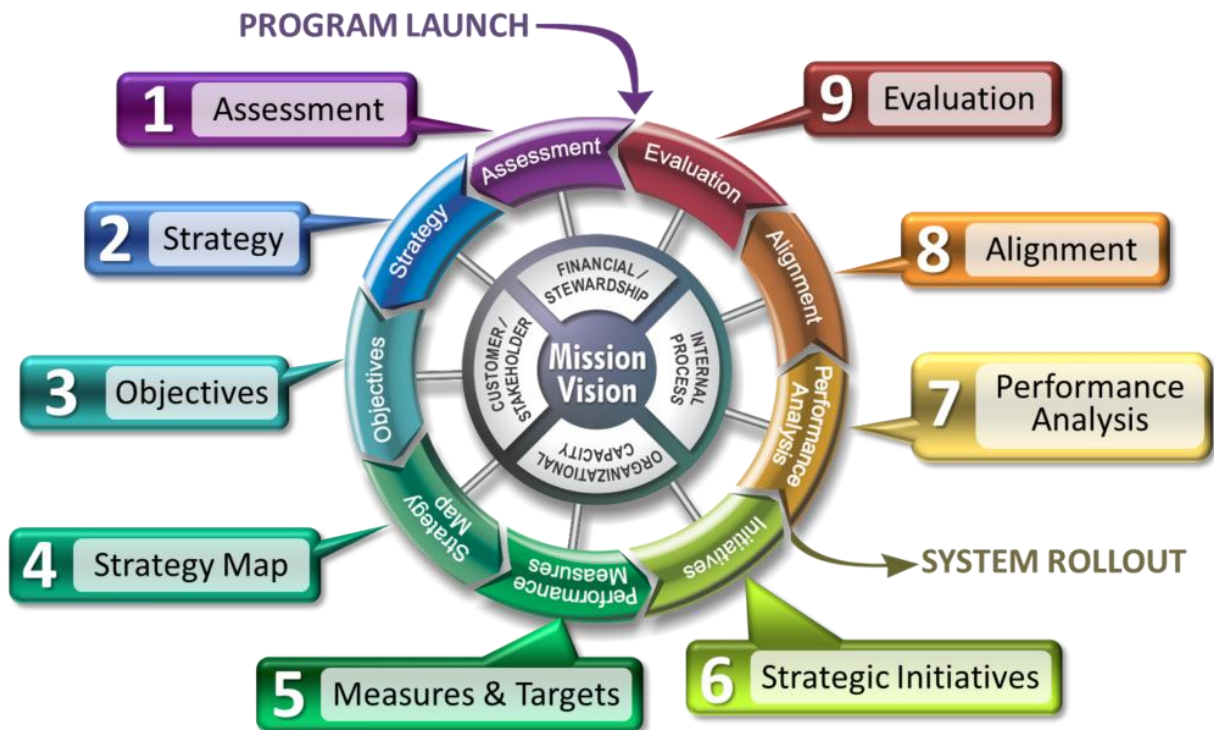 PROGRAM LAUNCH
1 Assessment
2 Strategy
3 Objectives
4 Strategy Map
5 Measures & Targets
6 Strategic Initiatives
7 Performance
Analysis
8 Alignment
9 Evaluation
SYSTEM ROLLOUT
Assessment
Strategy
Objectives
Strategy
Map
Performance
Measures
Initiatives
Performance
Analysis
Alignment
Evaluation
FINANCIAL /
STEWARDSHIP
CUSTOMER /
STAKEHOLDER
INTERNAL
PROCESS
ORGANIZATIONAL
CAPACITY
Mission
Vision